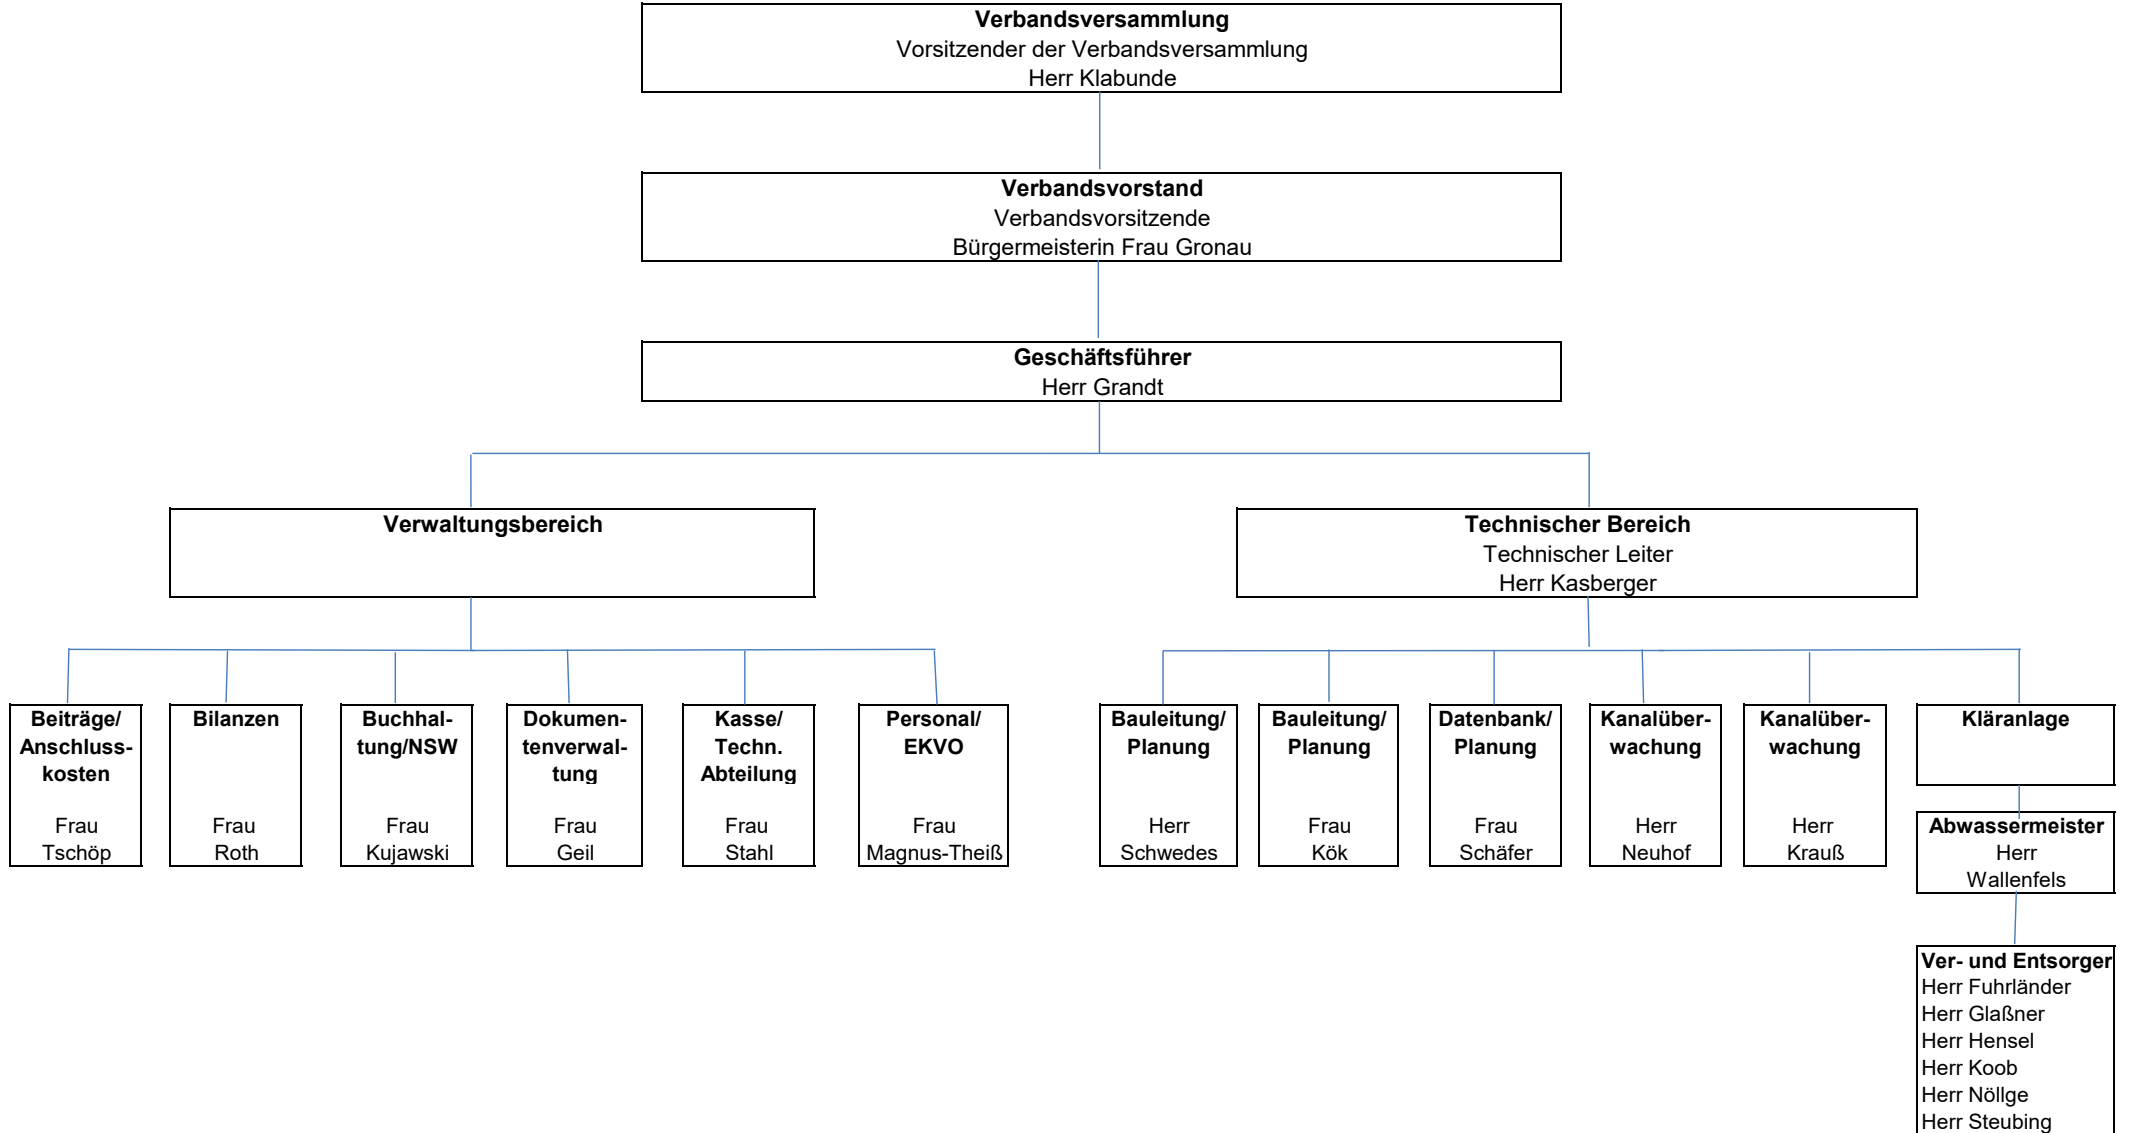 Verbandsversammlung
Vorsitzender der Verbandsversammlung
Herr Klabunde
Verbandsvorstand
Verbandsvorsitzende
Bürgermeisterin Frau Gronau
Geschäftsführer
Herr Grandt
Verwaltungsbereich
Technischer Bereich
Technischer Leiter
Herr Kasberger
Beiträge/
Anschluss-
kosten
Frau
Tschöp
Bilanzen
Frau
Roth
Buchhal-
tung/NSW
Frau
Kujawski
Dokumen-
tenverwal-
tung
Frau
Geil
Kasse/
Techn.
Abteilung
Frau
Stahl
Personal/
EKVO
Frau
Magnus-Theiß
Bauleitung/
Planung
Herr
Schwedes
Bauleitung/
Planung
Frau
Kök
Datenbank/
Planung
Frau
Schäfer
Kanalüber-
wachung
Herr
Neuhof
Kanalüber-
wachung
Herr
Krauß
Kläranlage
Abwassermeister
Herr
Wallenfels
Ver- und Entsorger
Herr Fuhrländer
Herr Glaßner
Herr Hensel
Herr Koob
Herr Nöllge
Herr Steubing